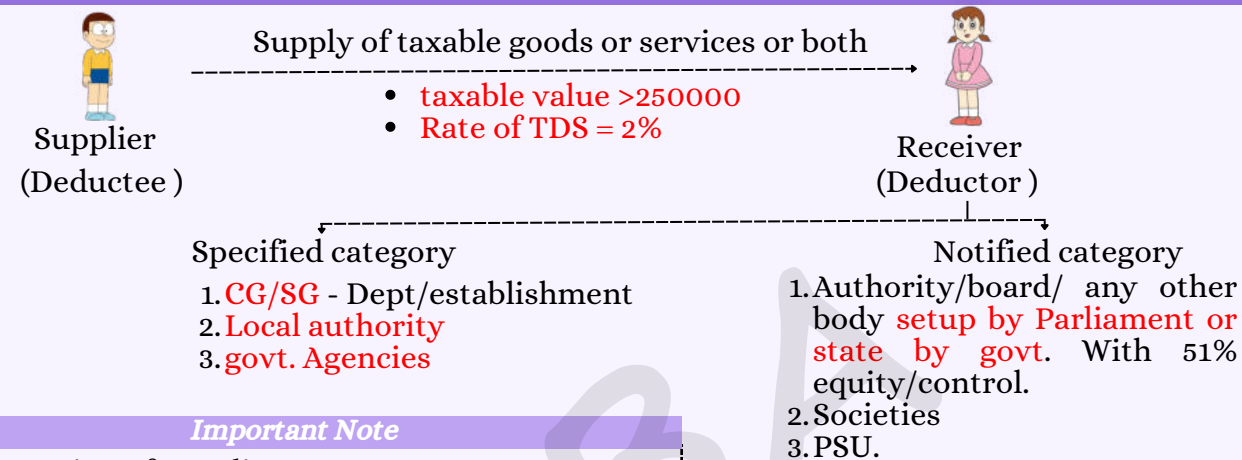 Supply of taxable goods or services or both
• taxable value >250000
• Rate of TDS = 2%
Supplier
(Deductee )
Receiver
(Deductor )
Specified category
1. CG/SG - Dept/establishment
2. Local authority
3. govt. Agencies
Notified category
1. Authority/board/ any other
body setup by Parliament or
state by govt. With 51%
equity/control.
2. Societies
3. PSU.
Important Note